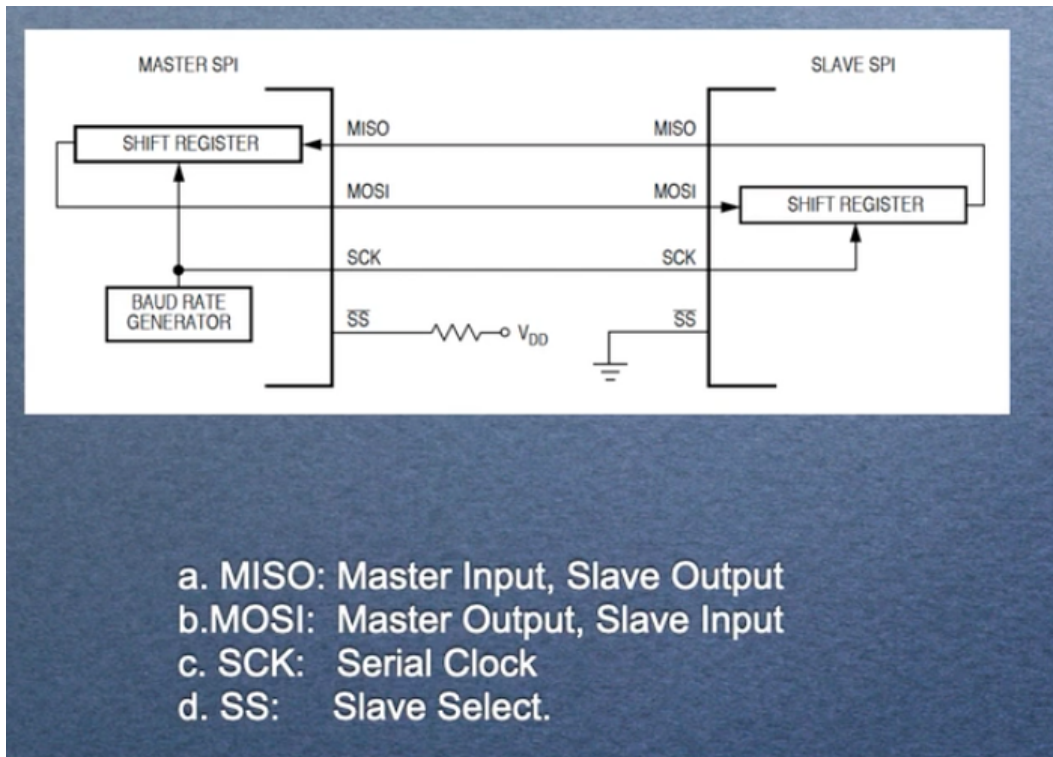 MASTER SPI
SLAVE SPI
SHIFT REGISTER
MISO
MISO
MOSI
MOSI
SHIFT REGISTER
SCK
SCK
BAUD RATE
GENERATOR
SS
VDD
SS
a. MISO: Master Input, Slave Output
b.MOSI: Master Output, Slave Input
c. SCK: Serial Clock
d. SS: Slave Select.